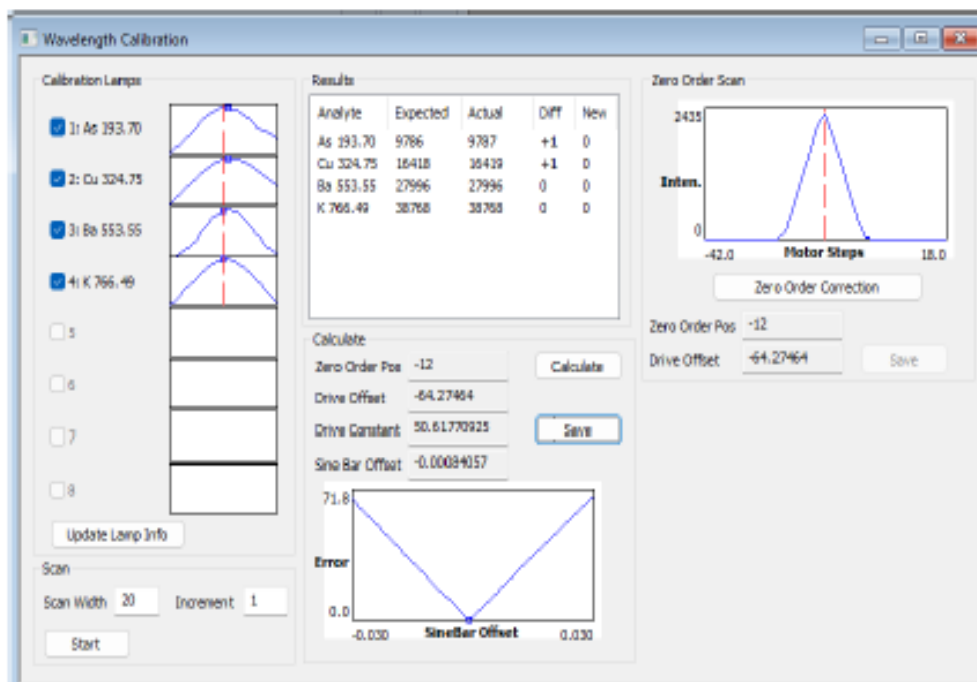 Wavelength Calibration
Calibration Lamps
1: As 193.70
2: Cu 324.75
3: Ba 553.55
4: K 766.49
5
6
7
8
Update Lamp Info
Scan
Scan Width 20 Increment 1
Start
Results
Analyte Expected Actual Diff New
As 193.70 9786 9787 +1 0
Cu 324.75 16418 16419 +1 0
Ba 553.55 27996 27996 0 0
K 766.49 38768 38768 0 0
Calculate
Zero Order Pos -12 Calculate
Drive Offset -64.27464
Drive Constant 50.61770925 Save
Sine Bar Offset -0.00084057
71.8
Error
0.0
-0.030 SineBar Offset 0.030
Zero Order Scan
2435
Inten.
0
-42.0 Motor Steps 18.0
Zero Order Correction
Zero Order Pos -12
Drive Offset -64.27464 Save